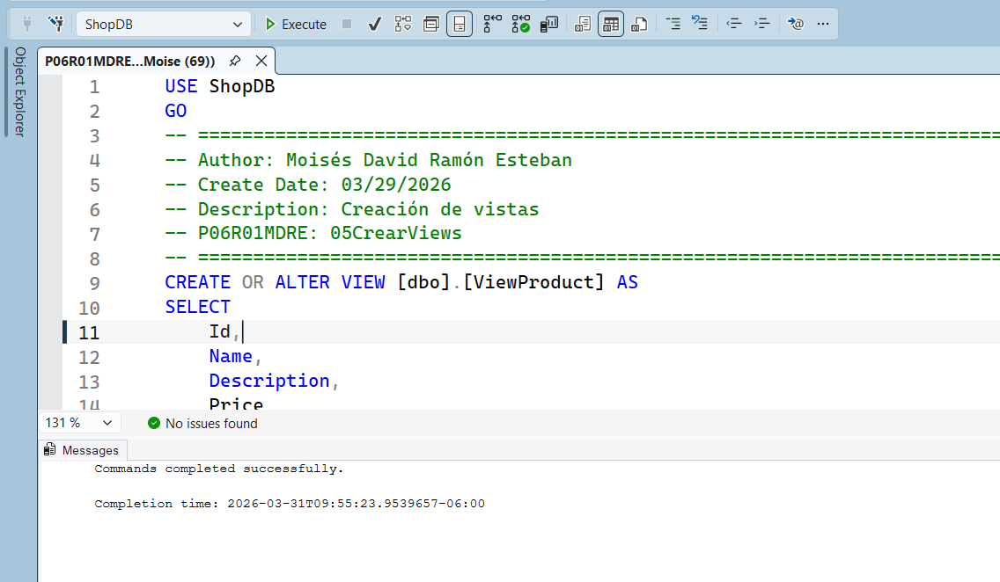 ShopDB
Execute
Object Explorer
P06R01MDRE...Moise (69))
1 USE ShopDB
2 GO
3 -- =========================================================================
4 -- Author: Moisés David Ramón Esteban
5 -- Create Date: 03/29/2026
6 -- Description: Creación de vistas
7 -- P06R01MDRE: 05CrearViews
8 -- =========================================================================
9 CREATE OR ALTER VIEW [dbo].[ViewProduct] AS
10 SELECT
11 Id,
12 Name,
13 Description,
14 Price
131 %
No issues found
Messages
Commands completed successfully.
Completion time: 2026-03-31T09:55:23.9539657-06:00